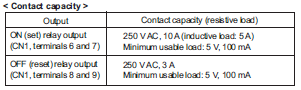 < Contact capacity >
Output
Contact capacity (resistive load)
ON (set) relay output
(CN1, terminals 6 and 7)
250 VAC, 10 A (inductive load: 5 A)
Minimum usable load: 5 V, 100 mA
OFF (reset) relay output
(CN1, terminals 8 and 9)
250 VAC, 3 A
Minimum usable load: 5 V, 100 mA